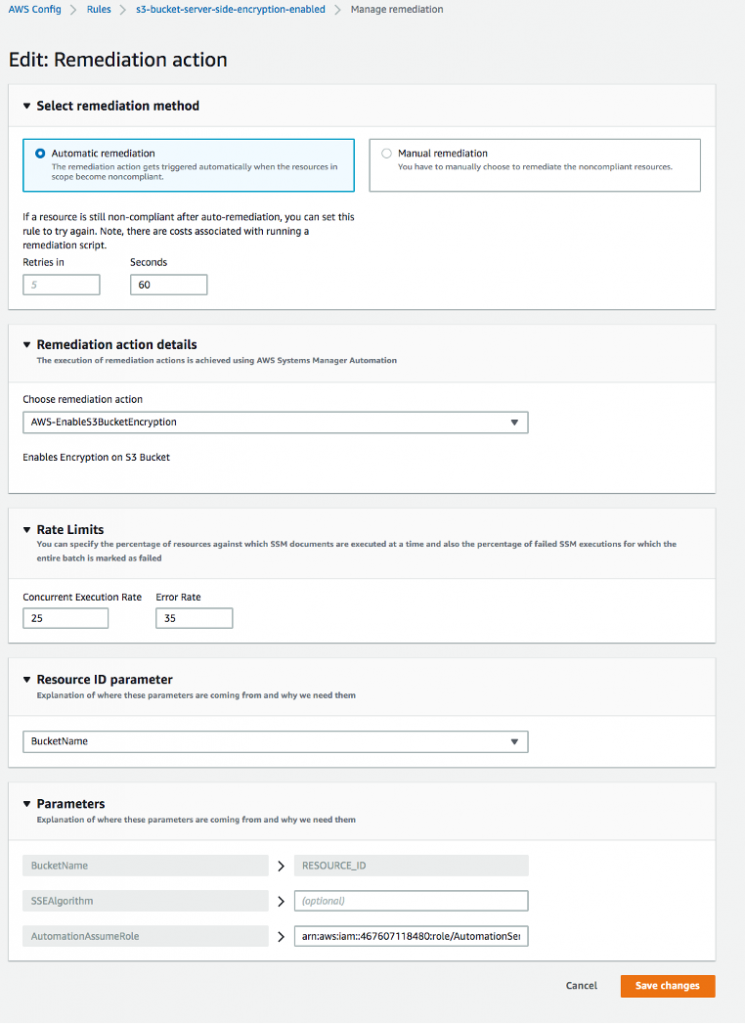 AWS Config > Rules > s3-bucket-server-side-encryption-enabled > Manage remediation
Edit: Remediation action
Select remediation method
Automatic remediation
The remediation action gets triggered automatically when the resources in
scope become noncompliant.
Manual remediation
You have to manually choose to remediate the noncompliant resources.
If a resource is still non-compliant after auto-remediation, you can set this
rule to try again. Note, there are costs associated with running a
remediation script.
Retries in Seconds
5 60
Remediation action details
The execution of remediation actions is achieved using AWS Systems Manager Automation
Choose remediation action
AWS-EnableS3BucketEncryption
Enables Encryption on S3 Bucket
Rate Limits
You can specify the percentage of resources against which SSM documents are executed at a time and also the percentage of failed SSM executions for which the
entire batch is marked as failed
Concurrent Execution Rate Error Rate
25 35
Resource ID parameter
Explanation of where these parameters are coming from and why we need them
BucketName
Parameters
Explanation of where these parameters are coming from and why we need them
BucketName > RESOURCE_ID
SSEAlgorithm > (optional)
AutomationAssumeRole > arn:aws:iam::467607118480:role/AutomationSer
Cancel Save changes